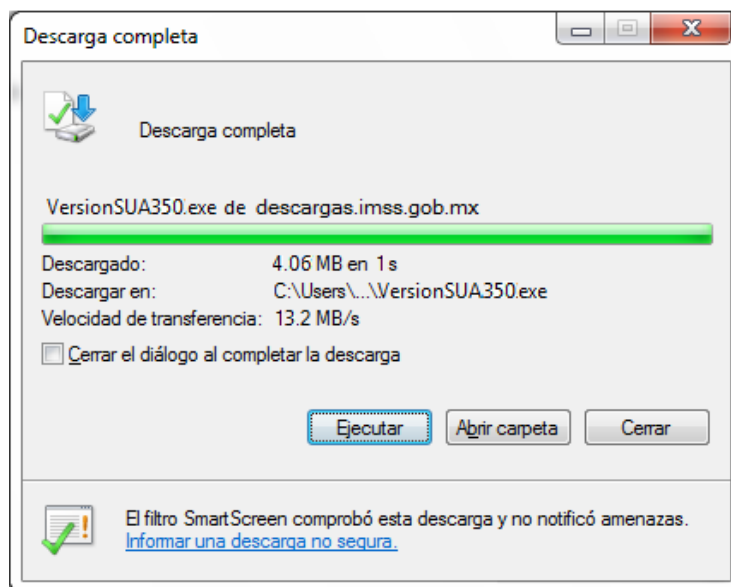 Descarga completa
Descarga completa
VersionSUA350.exe de descargas.imss.gob.mx
Descargado: 4.06 MB en 1s
Descargar en: C:\Users\...\VersionSUA350.exe
Velocidad de transferencia: 13.2 MB/s
Cerrar el diálogo al completar la descarga
Ejecutar Abrir carpeta Cerrar
El filtro SmartScreen comprobó esta descarga y no notificó amenazas.
Informar una descarga no segura.